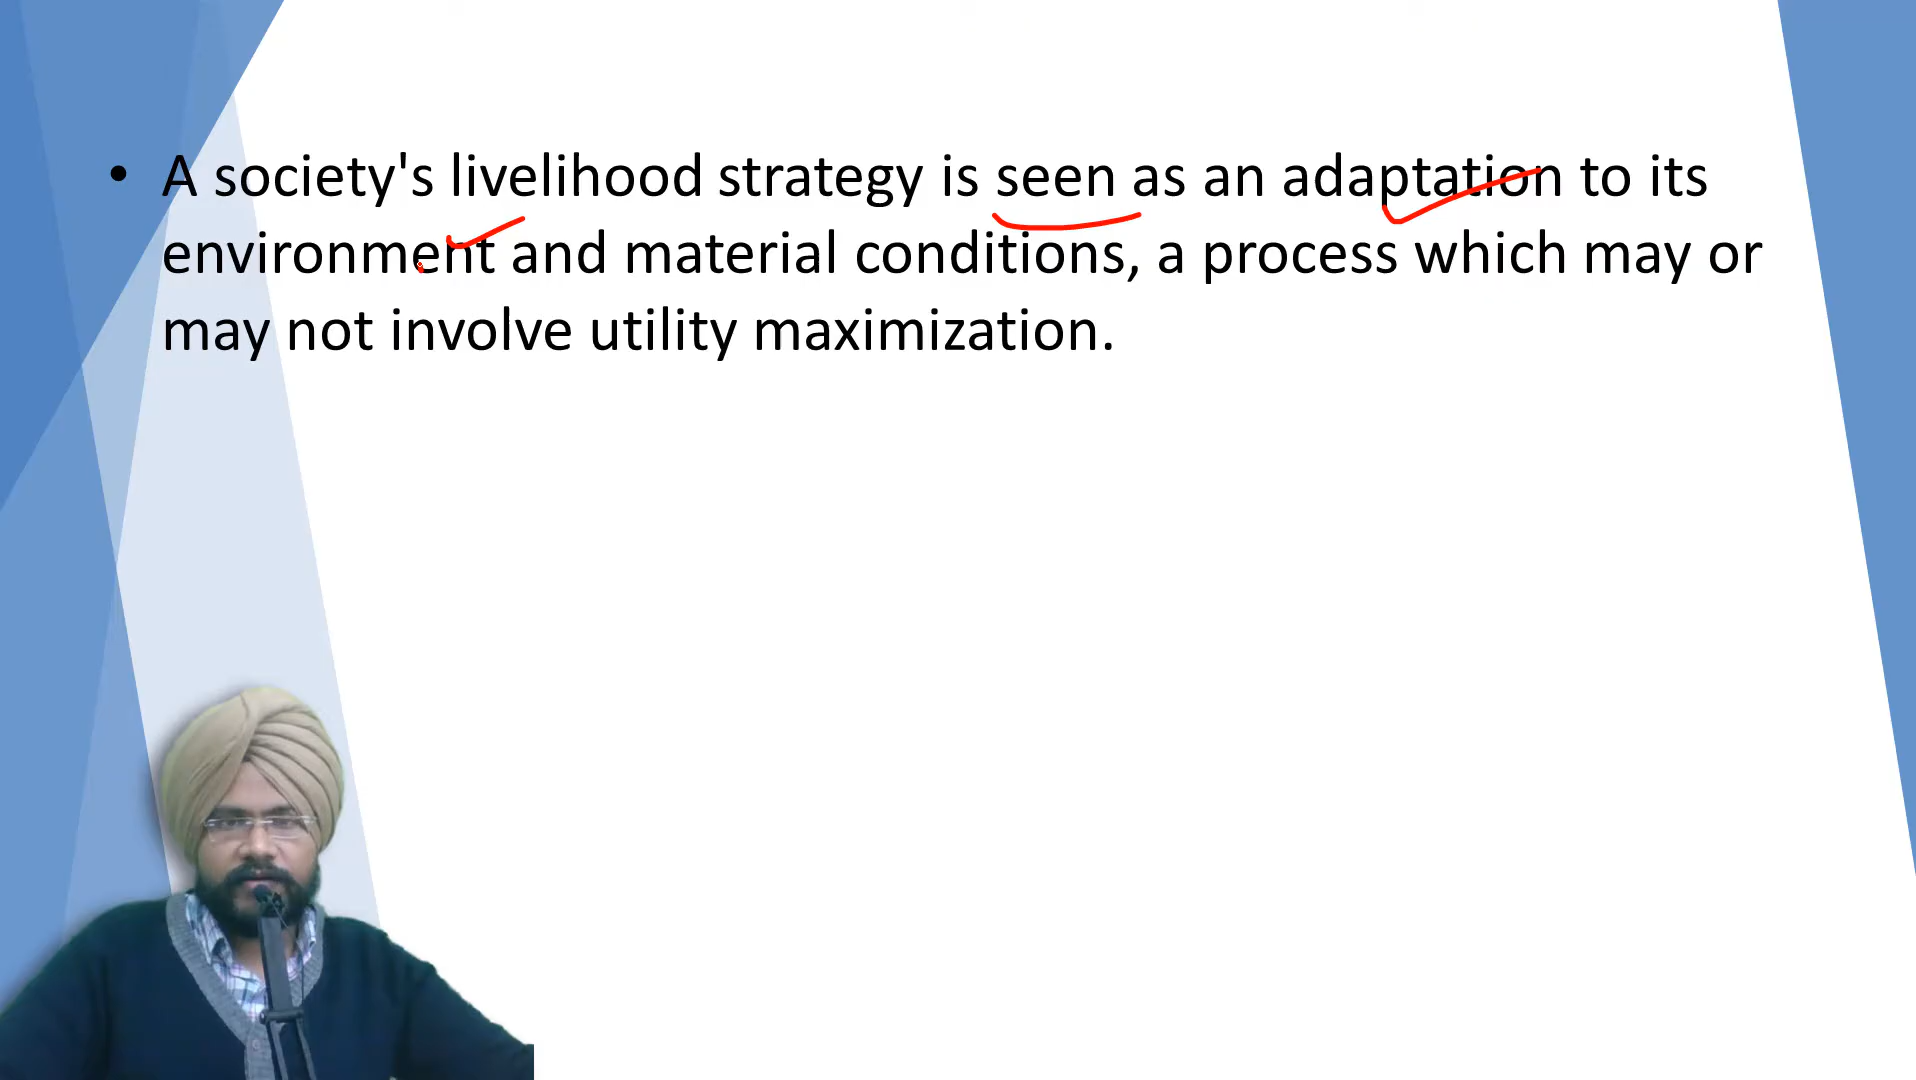 • A society's livelihood strategy is seen as an adaptation to its
environment and material conditions, a process which may or
may not involve utility maximization.